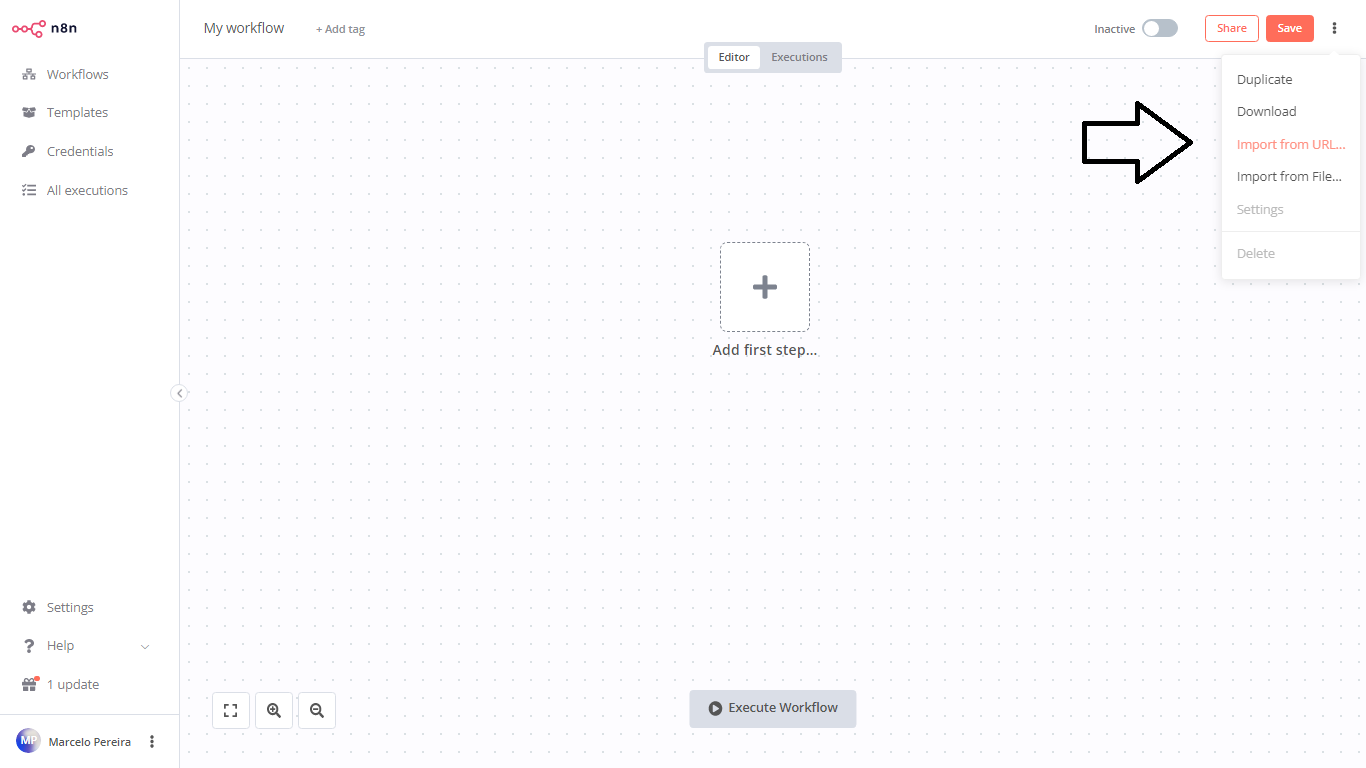 n8n
My workflow
+ Add tag
Inactive
Share
Save
Editor
Executions
Workflows
Templates
Credentials
All executions
Duplicate
Download
Import from URL...
Import from File...
Settings
Delete
Add first step...
Settings
Help
1 update
Execute Workflow
MP
Marcelo Pereira